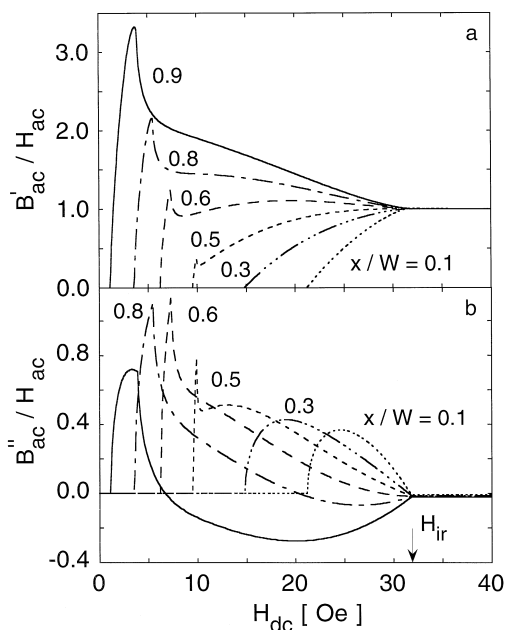 a
3.0
2.0
1.0
0.0
B'ac / Hac
0.9
0.8
0.6
0.5
0.3
x / W = 0.1
b
0.8
0.4
0.0
-0.4
B"ac / Hac
0.8
0.6
0.5
0.3
x / W = 0.1
Hir
0 10 20 30 40
Hdc [ Oe ]